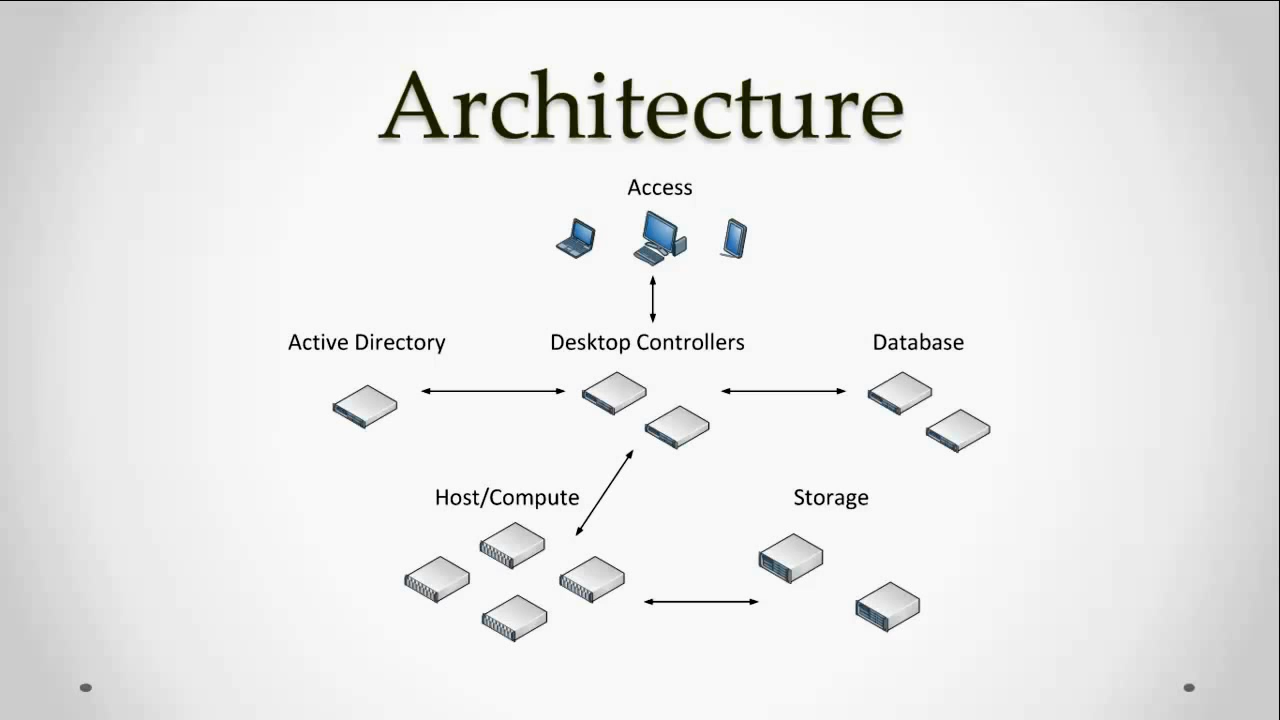 Architecture
Access
Active Directory
Desktop Controllers
Database
Host/Compute
Storage